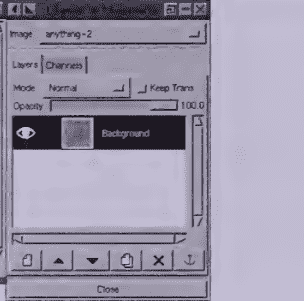 Image anything-2
Layers Channels
Mode Normal Keep Trans
Opacity 100.0
Background
Close